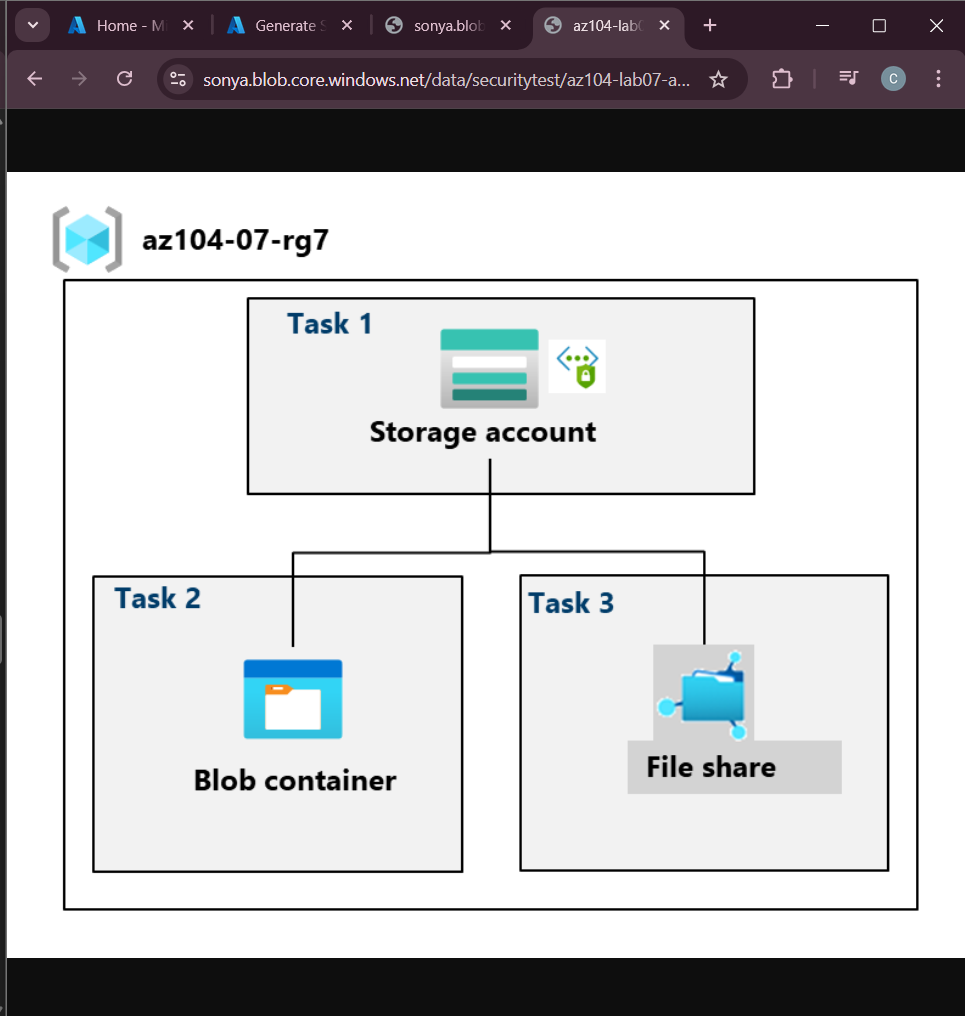 Home - M
Generate S
sonya.blob
az104-lab0
sonya.blob.core.windows.net/data/securitytest/az104-lab07-a...
C
az104-07-rg7
Task 1
Storage account
Task 2
Task 3
Blob container
File share